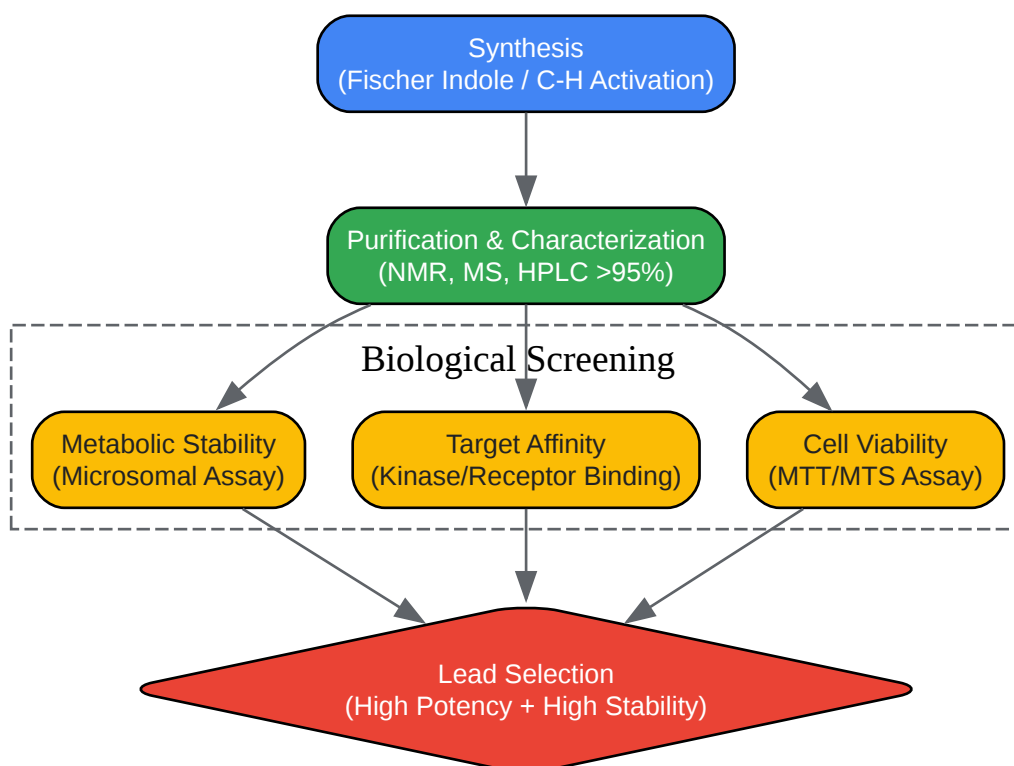 Synthesis
(Fischer Indole / C-H Activation)
Purification & Characterization
(NMR, MS, HPLC >95%)
Biological Screening
Metabolic Stability
(Microsomal Assay)
Target Affinity
(Kinase/Receptor Binding)
Cell Viability
(MTT/MTS Assay)
Lead Selection
(High Potency + High Stability)